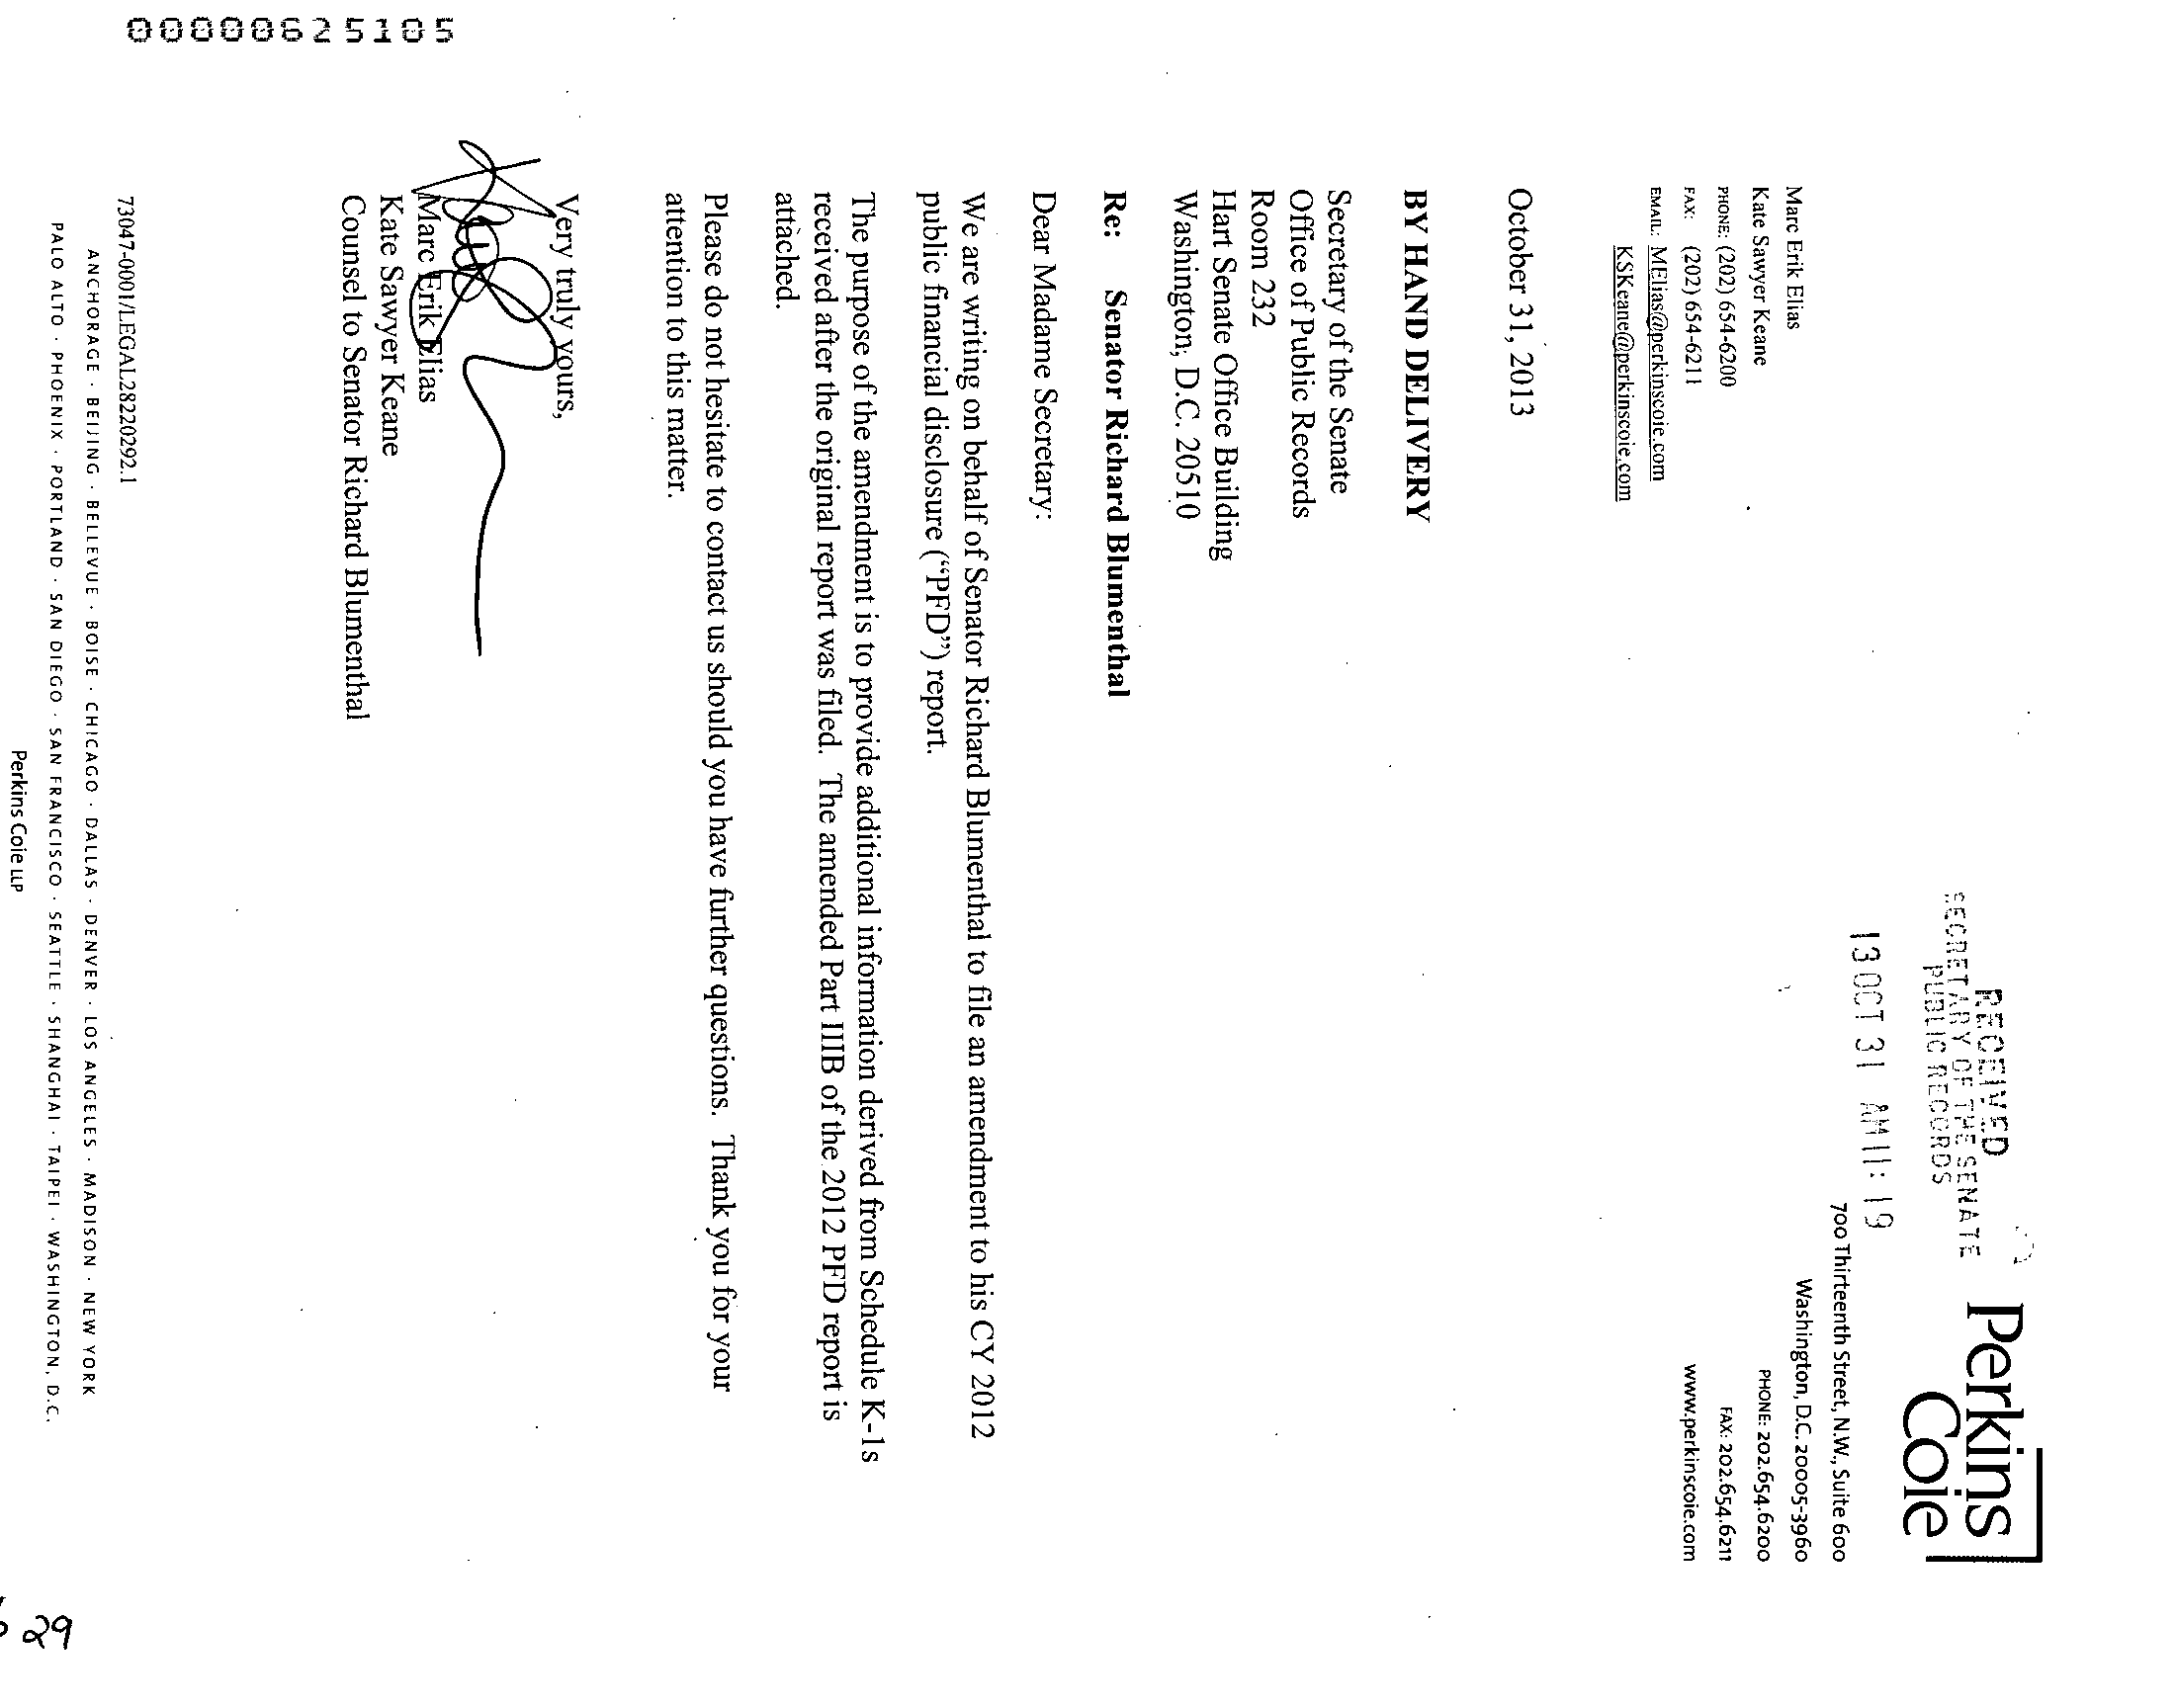 00000625105
RECEIVED
SECRETARY OF THE SENATE
PUBLIC RECORDS
13 OCT 31 AM 11: 19
Perkins
Coie
700 Thirteenth Street, N.W., Suite 600
Washington, D.C. 20005-3960
PHONE: 202.654.6200
FAX: 202.654.6211
www.perkinscoie.com
Marc Erik Elias
Kate Sawyer Keane
PHONE: (202) 654-6200
FAX: (202) 654-6211
EMAIL: MElias@perkinscoie.com
KSKeane@perkinscoie.com
October 31, 2013
BY HAND DELIVERY
Secretary of the Senate
Office of Public Records
Room 232
Hart Senate Office Building
Washington, D.C. 20510
Re: Senator Richard Blumenthal
Dear Madame Secretary:
We are writing on behalf of Senator Richard Blumenthal to file an amendment to his CY 2012
public financial disclosure (“PFD”) report.
The purpose of the amendment is to provide additional information derived from Schedule K-1s
received after the original report was filed. The amended Part IIIB of the 2012 PFD report is
attached.
Please do not hesitate to contact us should you have further questions. Thank you for your
attention to this matter.
Very truly yours,
Marc Erik Elias
Kate Sawyer Keane
Counsel to Senator Richard Blumenthal
73047-0001/LEGAL28220292.1
ANCHORAGE · BEIJING · BELLEVUE · BOISE · CHICAGO · DALLAS · DENVER · LOS ANGELES · MADISON · NEW YORK
PALO ALTO · PHOENIX · PORTLAND · SAN DIEGO · SAN FRANCISCO · SEATTLE · SHANGHAI · TAIPEI · WASHINGTON, D.C.
Perkins Coie LLP
29